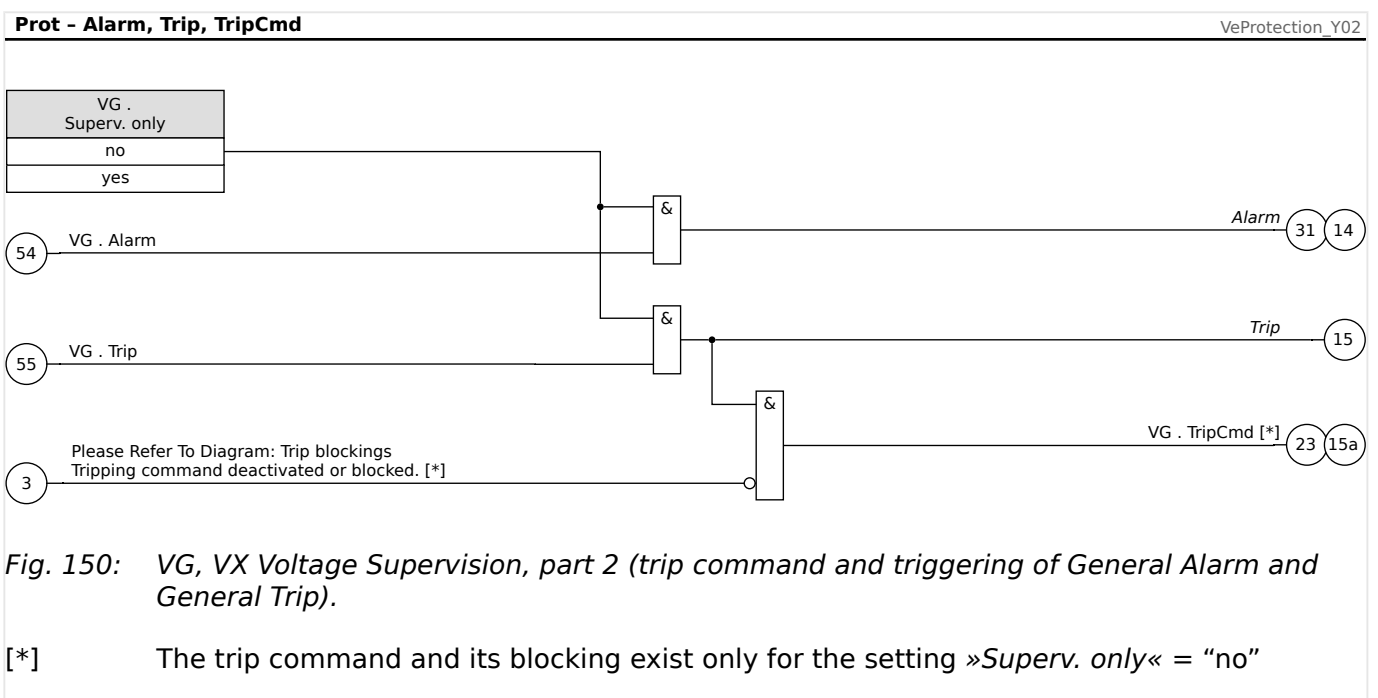 Prot – Alarm, Trip, TripCmd
VeProtection_Y02
VG .
Superv. only
no
yes
&
Alarm
31
14
54
VG . Alarm
&
Trip
15
55
VG . Trip
&
VG . TripCmd [*]
23
15a
Please Refer To Diagram: Trip blockings
Tripping command deactivated or blocked. [*]
3
Fig. 150: VG, VX Voltage Supervision, part 2 (trip command and triggering of General Alarm and
General Trip).
[*] The trip command and its blocking exist only for the setting »Superv. only« = “no”